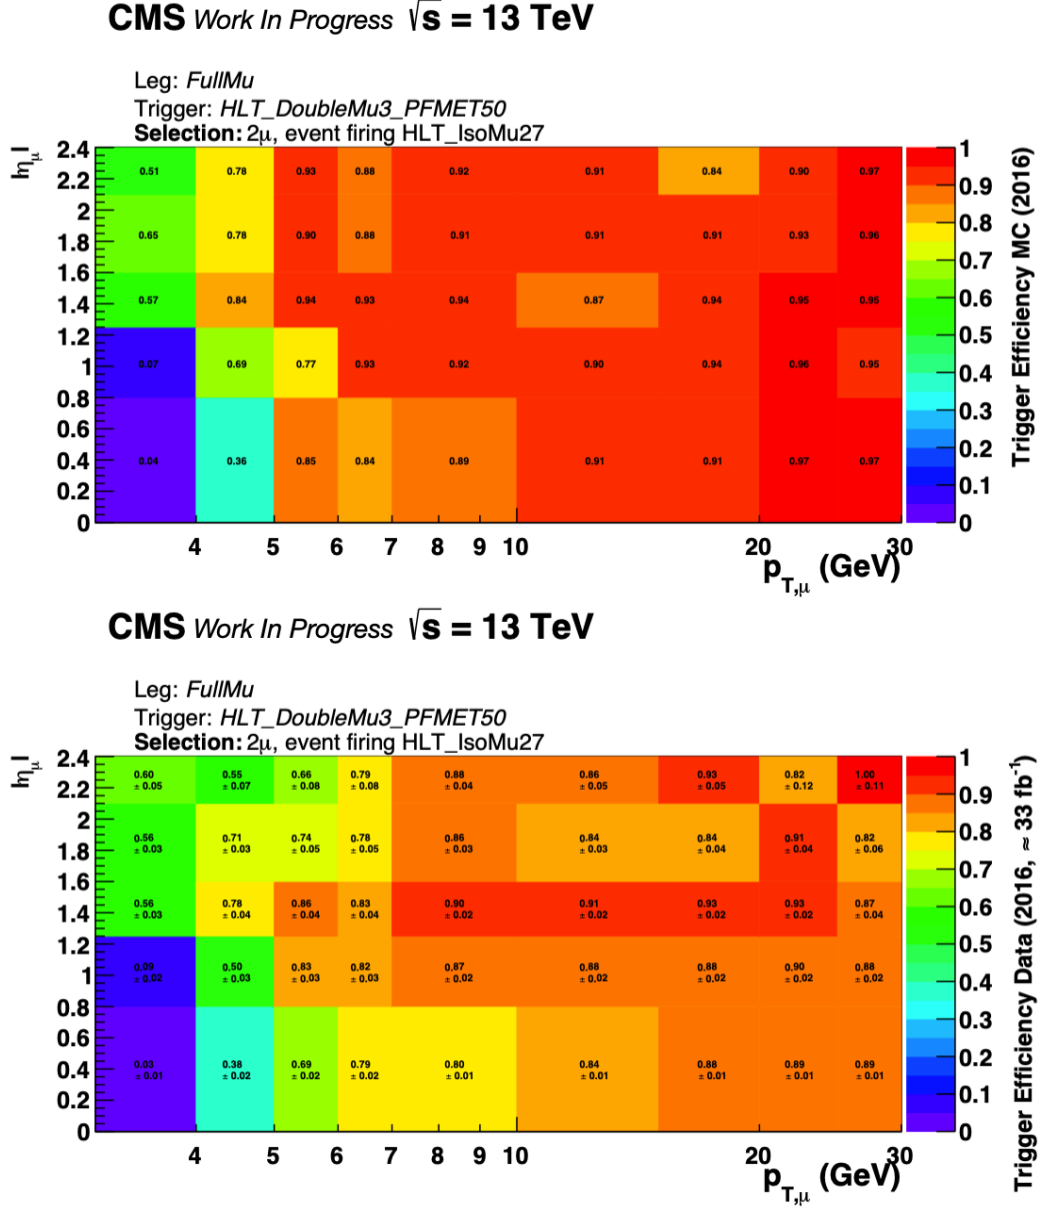 CMS Work In Progress √s = 13 TeV
Leg: FullMu
Trigger: HLT_DoubleMu3_PFMET50
Selection: 2μ, event firing HLT_IsoMu27
|ημ|
2.4
2.2
2
1.8
1.6
1.4
1.2
1
0.8
0.6
0.4
0.2
0
0.51 0.78 0.93 0.88 0.92 0.91 0.84 0.90 0.97
0.65 0.78 0.90 0.88 0.91 0.91 0.91 0.93 0.96
0.57 0.84 0.94 0.93 0.94 0.87 0.94 0.95 0.95
0.07 0.69 0.77 0.93 0.92 0.90 0.94 0.96 0.95
0.04 0.36 0.85 0.84 0.89 0.91 0.91 0.97 0.97
4 5 6 7 8 9 10 20 30
pT,μ (GeV)
1
0.9
0.8
0.7
0.6
0.5
0.4
0.3
0.2
0.1
0
Trigger Efficiency MC (2016)
CMS Work In Progress √s = 13 TeV
Leg: FullMu
Trigger: HLT_DoubleMu3_PFMET50
Selection: 2μ, event firing HLT_IsoMu27
|ημ|
2.4
2.2
2
1.8
1.6
1.4
1.2
1
0.8
0.6
0.4
0.2
0
0.60 0.55 0.66 0.79 0.88 0.86 0.93 0.82 1.00
± 0.05 ± 0.07 ± 0.08 ± 0.08 ± 0.04 ± 0.05 ± 0.05 ± 0.12 ± 0.11
0.56 0.71 0.74 0.78 0.86 0.84 0.84 0.91 0.82
± 0.03 ± 0.03 ± 0.05 ± 0.05 ± 0.03 ± 0.03 ± 0.04 ± 0.04 ± 0.06
0.56 0.78 0.86 0.83 0.90 0.91 0.93 0.93 0.87
± 0.03 ± 0.04 ± 0.04 ± 0.04 ± 0.02 ± 0.02 ± 0.02 ± 0.02 ± 0.04
0.09 0.50 0.83 0.82 0.87 0.88 0.88 0.90 0.88
± 0.02 ± 0.03 ± 0.03 ± 0.03 ± 0.02 ± 0.02 ± 0.02 ± 0.02 ± 0.02
0.03 0.38 0.69 0.79 0.80 0.84 0.88 0.89 0.89
± 0.01 ± 0.02 ± 0.02 ± 0.02 ± 0.01 ± 0.01 ± 0.01 ± 0.01 ± 0.01
4 5 6 7 8 9 10 20 30
pT,μ (GeV)
1
0.9
0.8
0.7
0.6
0.5
0.4
0.3
0.2
0.1
0
Trigger Efficiency Data (2016, ≈ 33 fb-1)